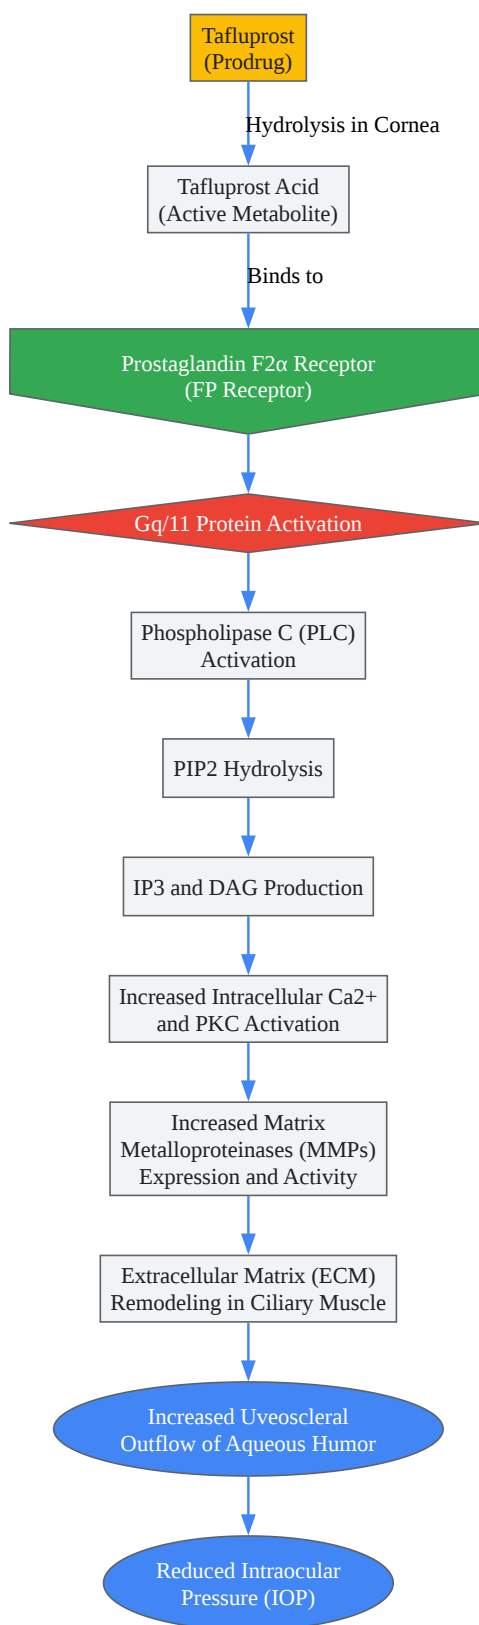 Tafluprost
(Prodrug)
Hydrolysis in Cornea
Tafluprost Acid
(Active Metabolite)
Binds to
Prostaglandin F2α Receptor
(FP Receptor)
Gq/11 Protein Activation
Phospholipase C (PLC)
Activation
PIP2 Hydrolysis
IP3 and DAG Production
Increased Intracellular Ca2+
and PKC Activation
Increased Matrix
Metalloproteinases (MMPs)
Expression and Activity
Extracellular Matrix (ECM)
Remodeling in Ciliary Muscle
Increased Uveoscleral
Outflow of Aqueous Humor
Reduced Intraocular
Pressure (IOP)